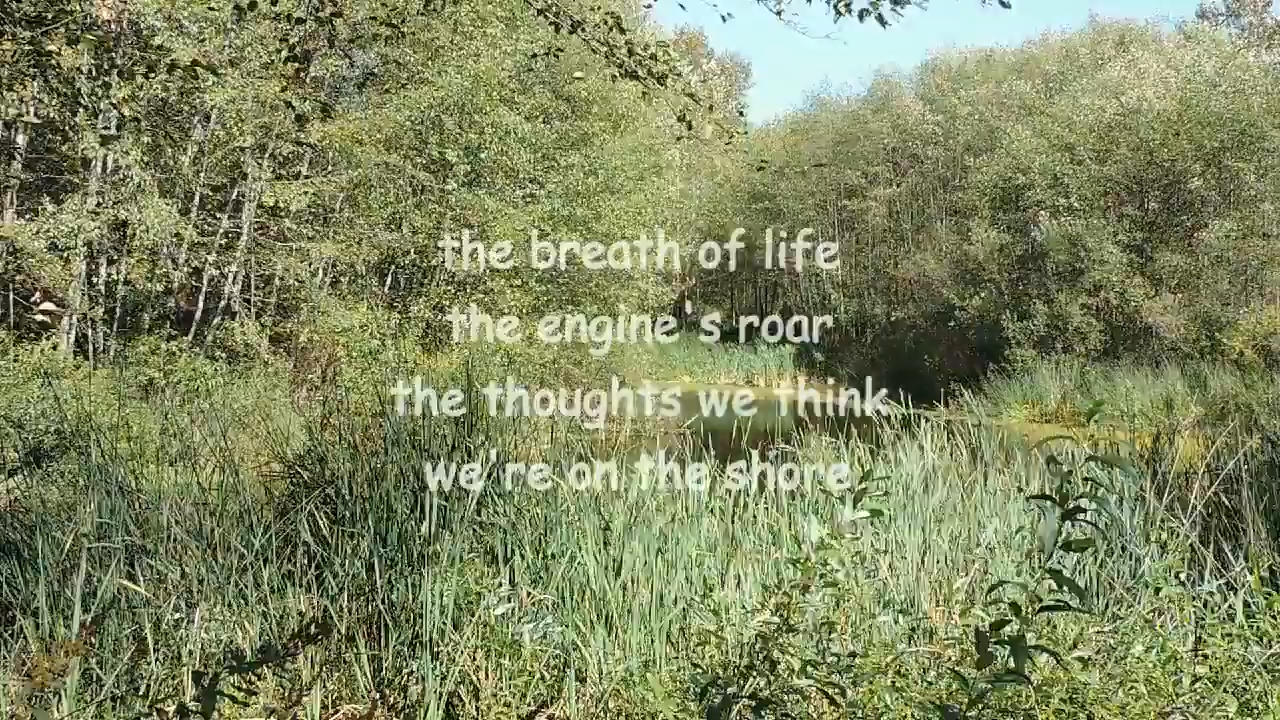 the breath of life
the engine s roar
the thoughts we think
we're on the shore